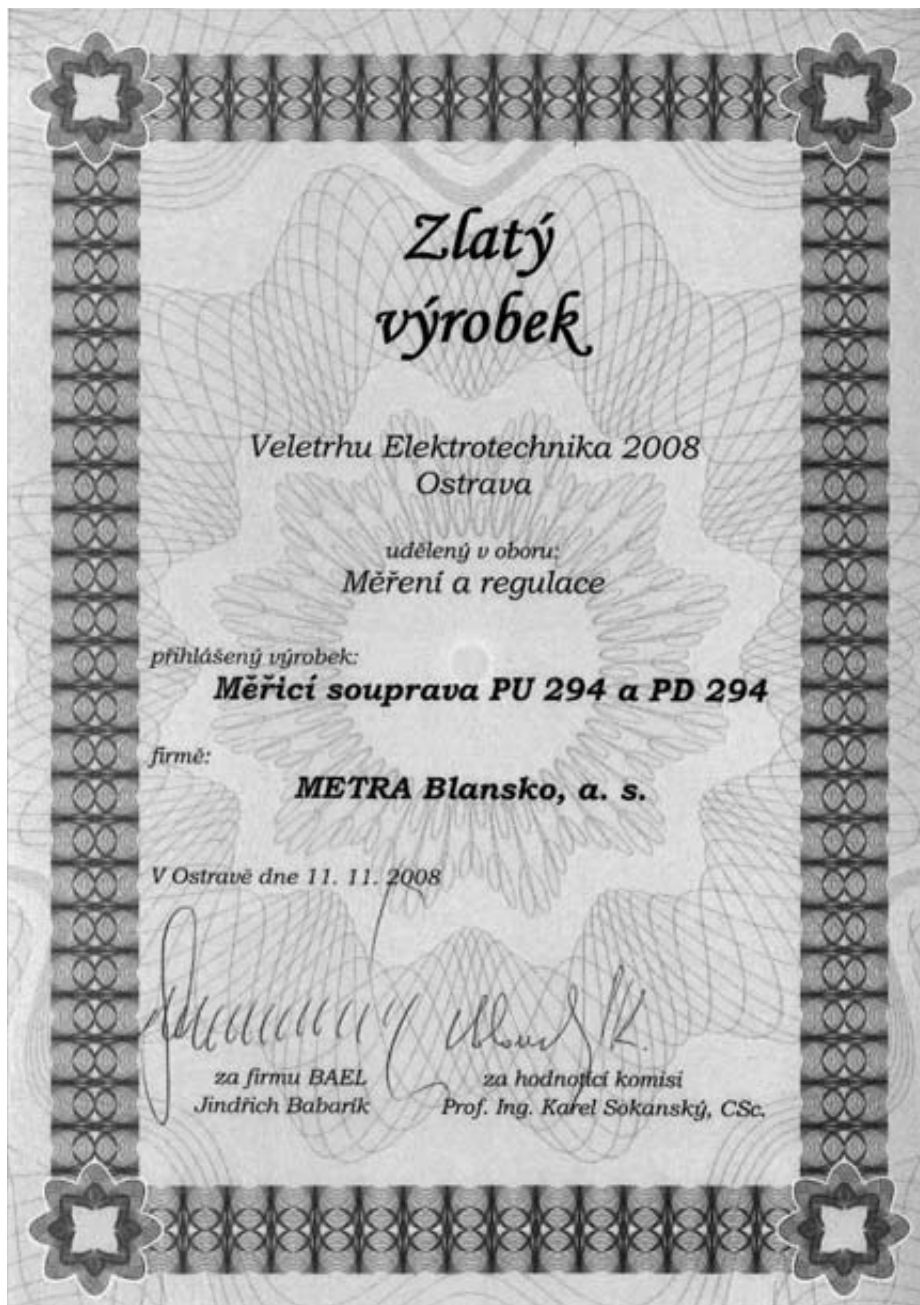 Zlatý
výrobek
Veletrhu Elektrotechnika 2008
Ostrava
udělený v oboru:
Měření a regulace
přihlášený výrobek:
Měřicí souprava PU 294 a PD 294
firmě:
METRA Blansko, a. s.
V Ostravě dne 11. 11. 2008
za firmu BAEL
Jindřich Babarík
za hodnotící komisi
Prof. Ing. Karel Sokanský, CSc.